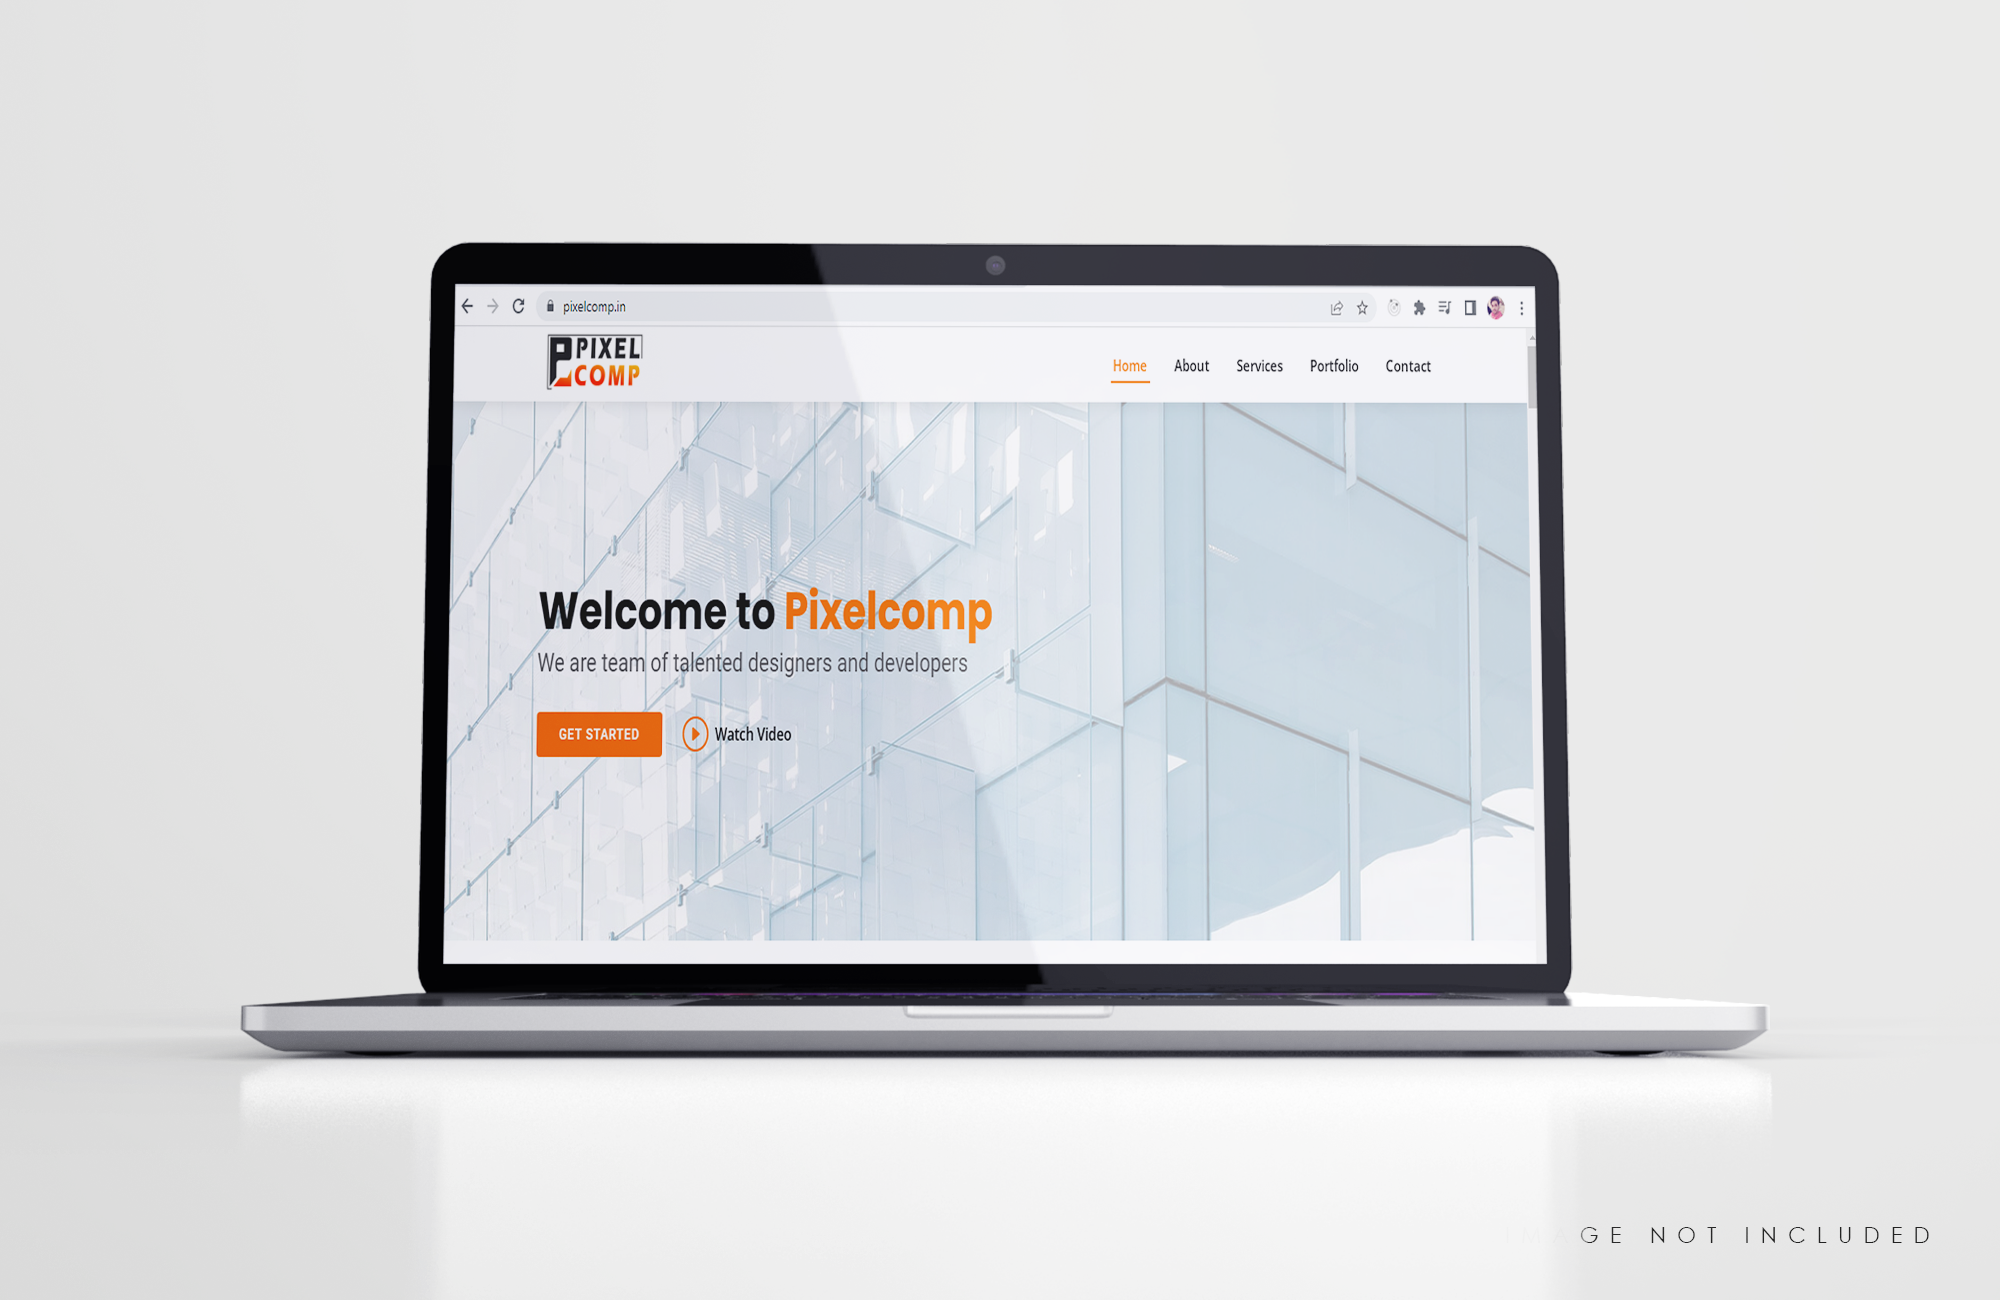 pixelcomp.in
PIXEL
COMP
Home About Services Portfolio Contact
Welcome to Pixelcomp
We are team of talented designers and developers
GET STARTED Watch Video
IMAGE NOT INCLUDED